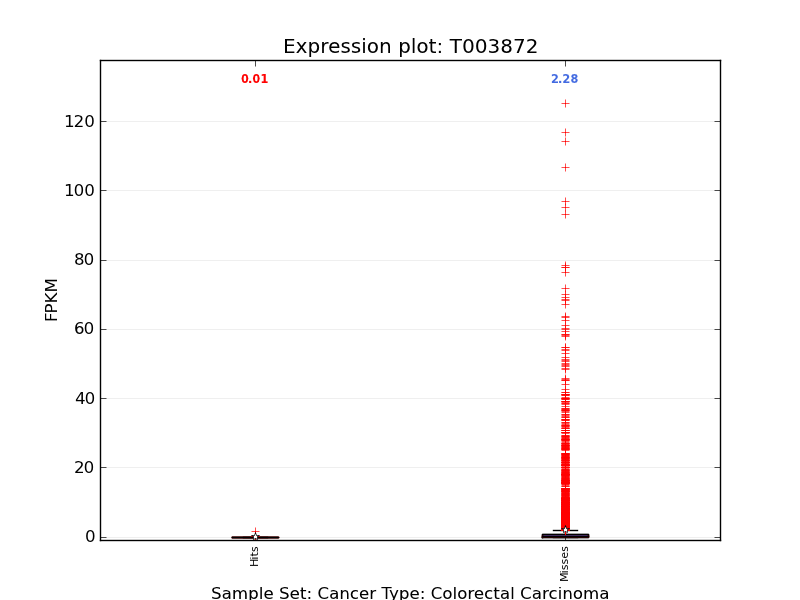 Expression plot: T003872
0.01
2.28
120
100
80
60
40
20
0
FPKM
Hits
Misses
Sample Set: Cancer Type: Colorectal Carcinoma